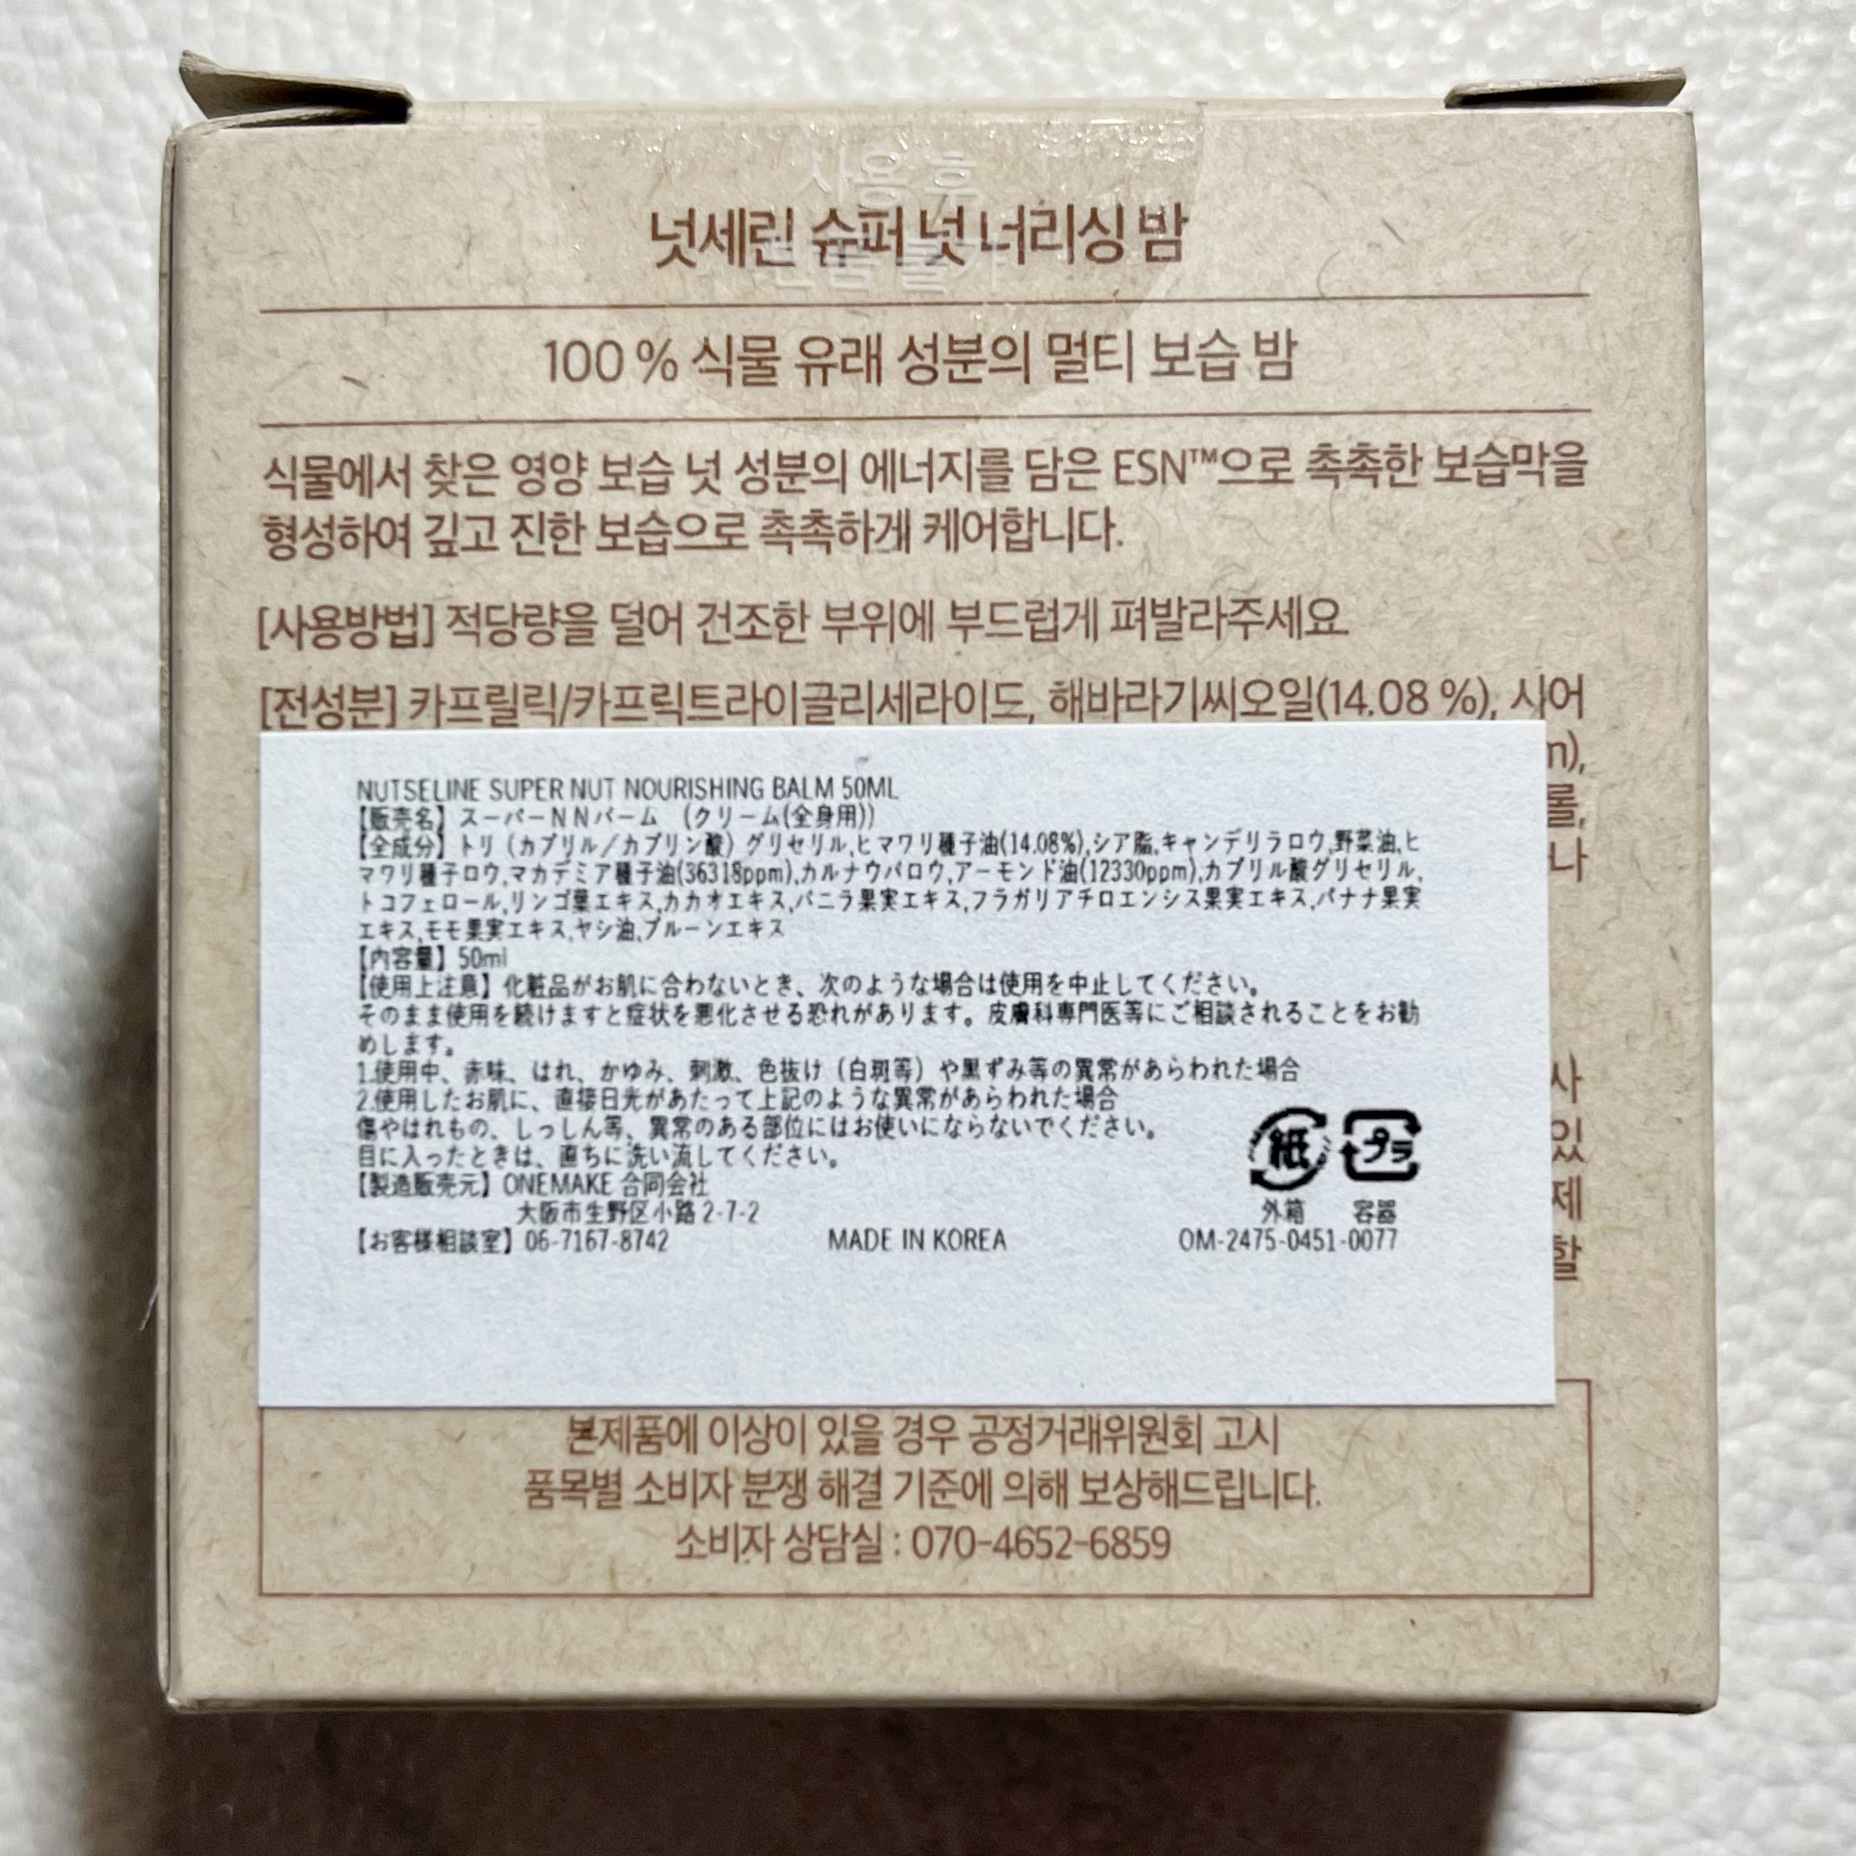 사용 후
넛세린 슈퍼 넛 너리싱 밤
100 % 식물 유래 성분의 멀티 보습 밤
식물에서 찾은 영양 보습 넛 성분의 에너지를 담은 ESN™으로 촉촉한 보습막을
형성하여 깊고 진한 보습으로 촉촉하게 케어합니다.
[사용방법] 적당량을 덜어 건조한 부위에 부드럽게 펴발라주세요
[전성분] 카프릴릭/카프릭트라이글리세라이드, 해바라기씨오일(14.08 %), 시어
m),
롤,
나
NUTSELINE SUPER NUT NOURISHING BALM 50ML
【販売名】スーパーNNバーム （クリーム(全身用)）
【全成分】トリ（カプリル／カプリン酸）グリセリル,ヒマワリ種子油(14.08%),シア脂,キャンデリラロウ,野菜油,ヒ
マワリ種子ロウ,マカデミア種子油(36318ppm),カルナウバロウ,アーモンド油(12330ppm),カプリル酸グリセリル,
トコフェロール,リンゴ葉エキス,カカオエキス,バニラ果実エキス,フラガリアチロエンシス果実エキス,バナナ果実
エキス,モモ果実エキス,ヤシ油,プルーンエキス
【内容量】50ml
【使用上注意】化粧品がお肌に合わないとき、次のような場合は使用を中止してください。
そのまま使用を続けますと症状を悪化させる恐れがあります。皮膚科専門医等にご相談されることをお勧
めします。
1.使用中、赤味、はれ、かゆみ、刺激、色抜け（白斑等）や黒ずみ等の異常があらわれた場合
2.使用したお肌に、直接日光があたって上記のような異常があらわれた場合
傷やはれもの、しっしん等、異常のある部位にはお使いにならないでください。
目に入ったときは、直ちに洗い流してください。
紙 プラ
外箱 容器
【製造販売元】ONEMAKE 合同会社
大阪市生野区小路 2-7-2
【お客様相談室】06-7167-8742 MADE IN KOREA OM-2475-0451-0077
사
있
제
할
본제품에 이상이 있을 경우 공정거래위원회 고시
품목별 소비자 분쟁 해결 기준에 의해 보상해드립니다.
소비자 상담실 : 070-4652-6859